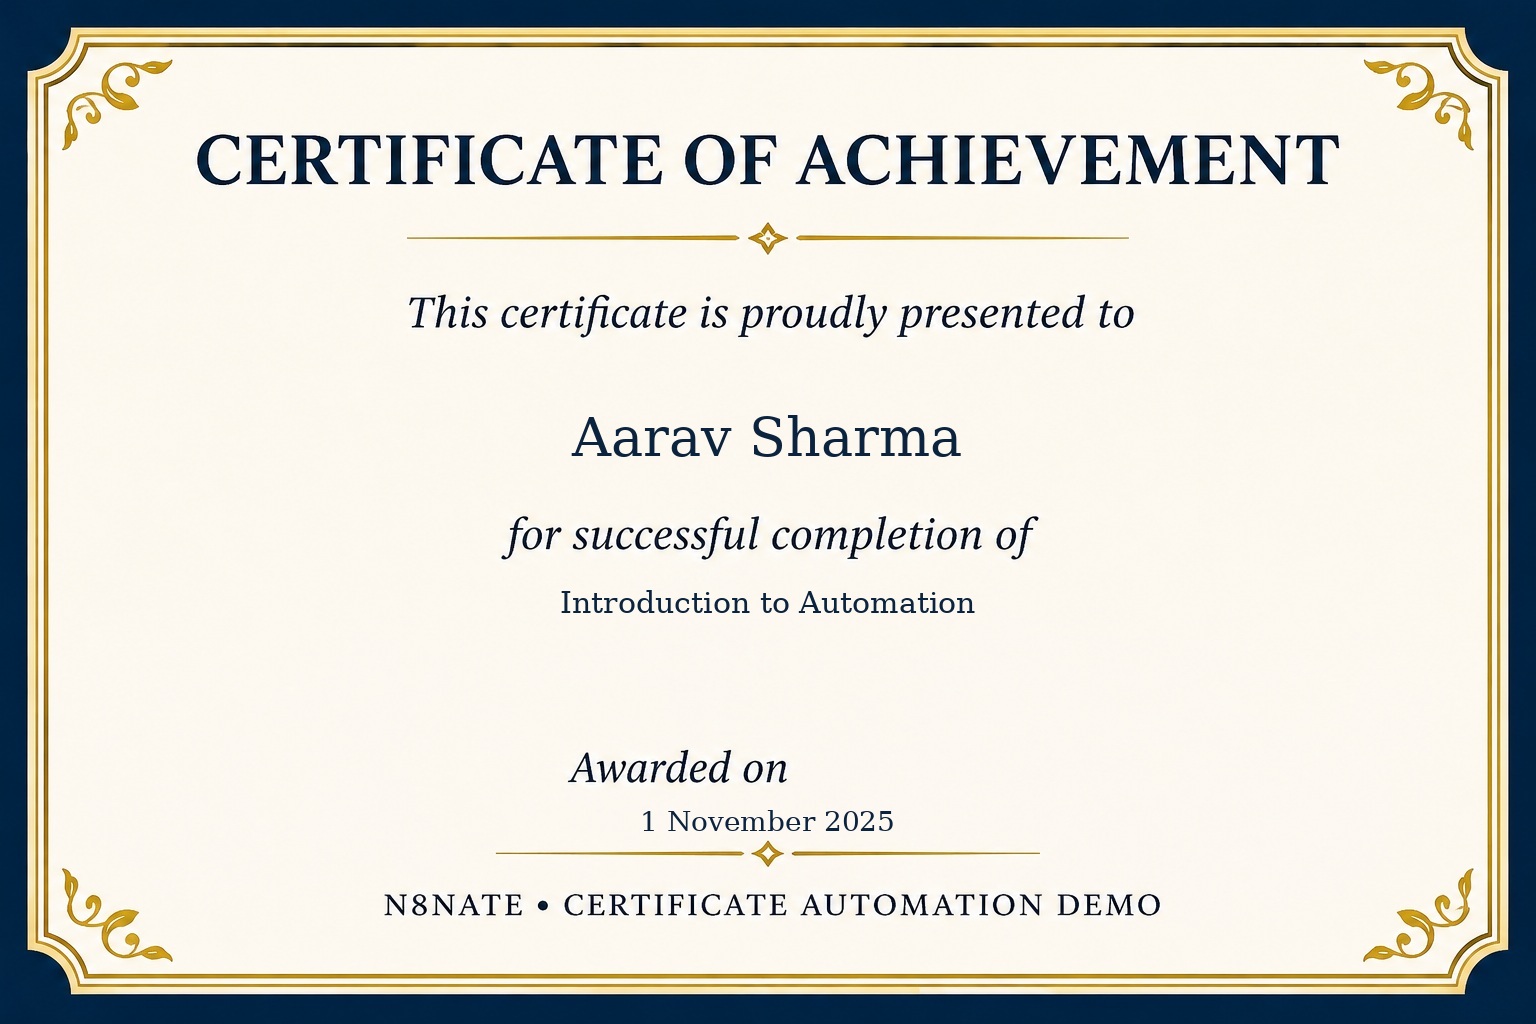 CERTIFICATE OF ACHIEVEMENT
This certificate is proudly presented to
Aarav Sharma
for successful completion of
Introduction to Automation
Awarded on
1 November 2025
N8NATE • CERTIFICATE AUTOMATION DEMO